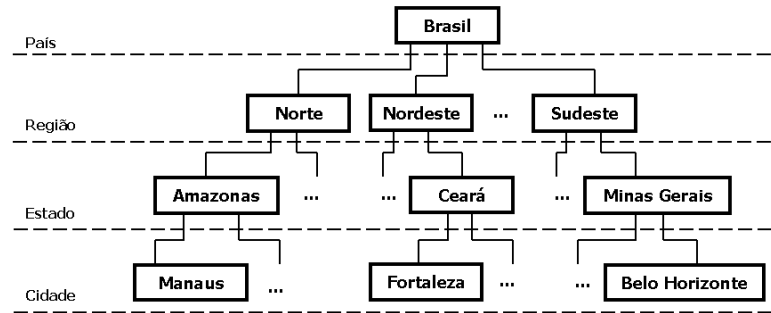 Brasil
País
Norte
Nordeste
...
Sudeste
Região
Amazonas
...
...
Ceará
...
Minas Gerais
Estado
Manaus
...
Fortaleza
...
...
Belo Horizonte
Cidade